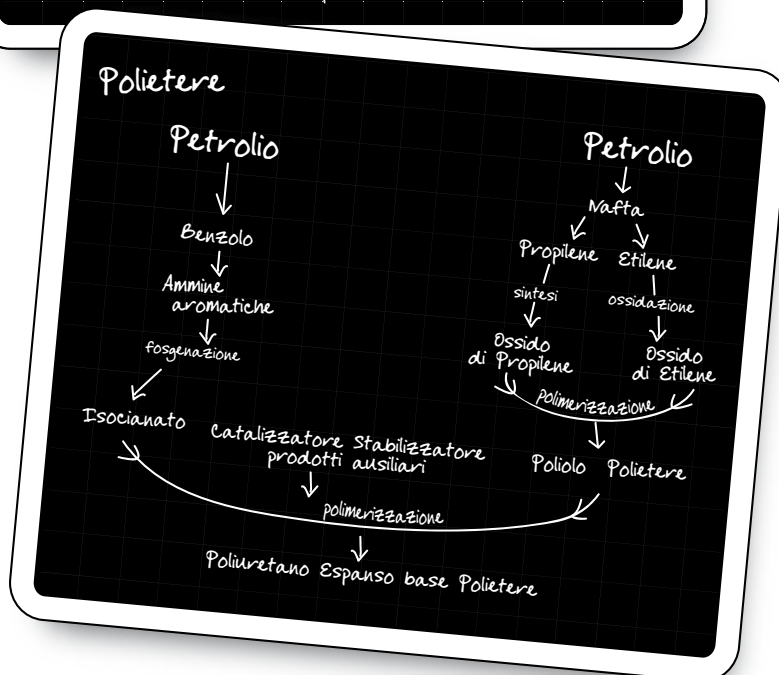 Polietere
Petrolio
Benzolo
Ammine
aromatiche
fosgenazione
Isocianato
Petrolio
Nafta
Propilene Etilene
sintesi ossidazione
Ossido
di Propilene
Ossido
di Etilene
polimerizzazione
Poliolo Polietere
Catalizzatore Stabilizzatore
prodotti ausiliari
polimerizzazione
Poliuretano Espanso base Polietere